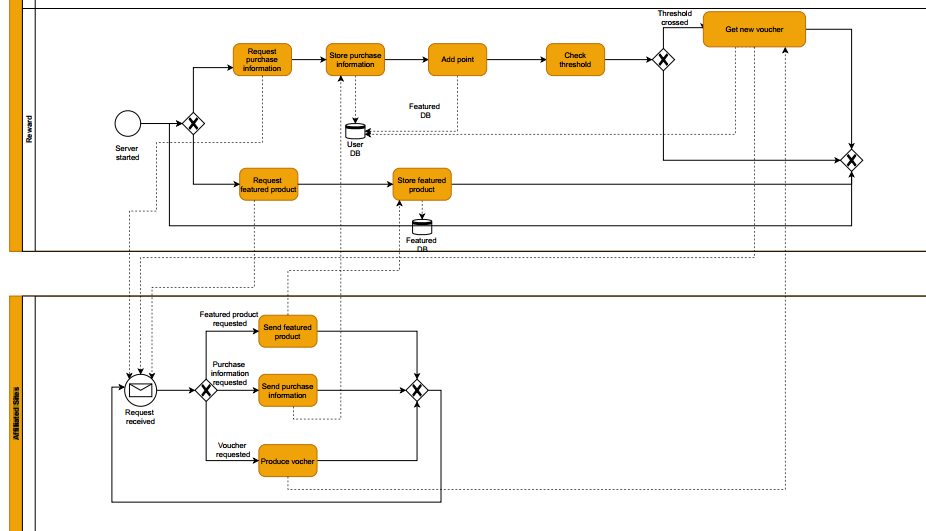 Threshold
crossed
Get new voucher
Request
purchase
information
Store purchase
information
Add point
Check
threshold
Featured
DB
User
DB
Reward
Server
started
Request
featured product
Store featured
product
Featured
DB
Affiliated Sites
Featured product
requested
Send featured
product
Purchase
information
requested
Send purchase
information
Request
received
Voucher
requested
Produce vocher